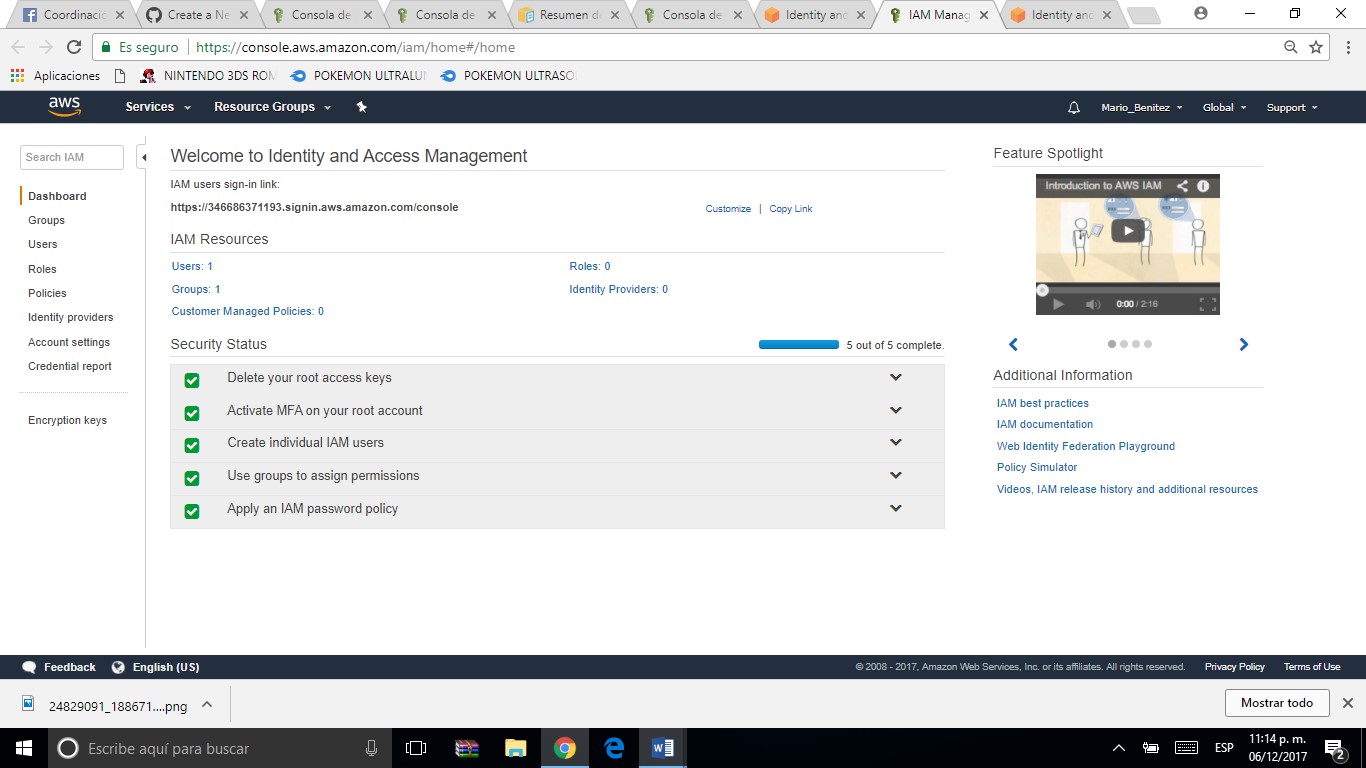 Coordinació
Create a Ne
Consola de
Consola de
Resumen d
Consola de
Identity and
IAM Manag
Identity and
Es seguro
https://console.aws.amazon.com/iam/home#/home
Aplicaciones
NINTENDO 3DS ROM
POKEMON ULTRALU
POKEMON ULTRASO
aws
Services
Resource Groups
Mario_Benitez
Global
Support
Search IAM
Dashboard
Groups
Users
Roles
Policies
Identity providers
Account settings
Credential report
Encryption keys
Welcome to Identity and Access Management
IAM users sign-in link:
https://346686371193.signin.aws.amazon.com/console
Customize | Copy Link
IAM Resources
Users: 1
Roles: 0
Groups: 1
Identity Providers: 0
Customer Managed Policies: 0
Security Status
5 out of 5 complete.
Delete your root access keys
Activate MFA on your root account
Create individual IAM users
Use groups to assign permissions
Apply an IAM password policy
Feature Spotlight
Introduction to AWS IAM
0:00 / 2:16
Additional Information
IAM best practices
IAM documentation
Web Identity Federation Playground
Policy Simulator
Videos, IAM release history and additional resources
Feedback
English (US)
© 2008 - 2017, Amazon Web Services, Inc. or its affiliates. All rights reserved.
Privacy Policy
Terms of Use
24829091_188671....png
Mostrar todo
Escribe aquí para buscar
ESP
11:14 p. m.
06/12/2017
2